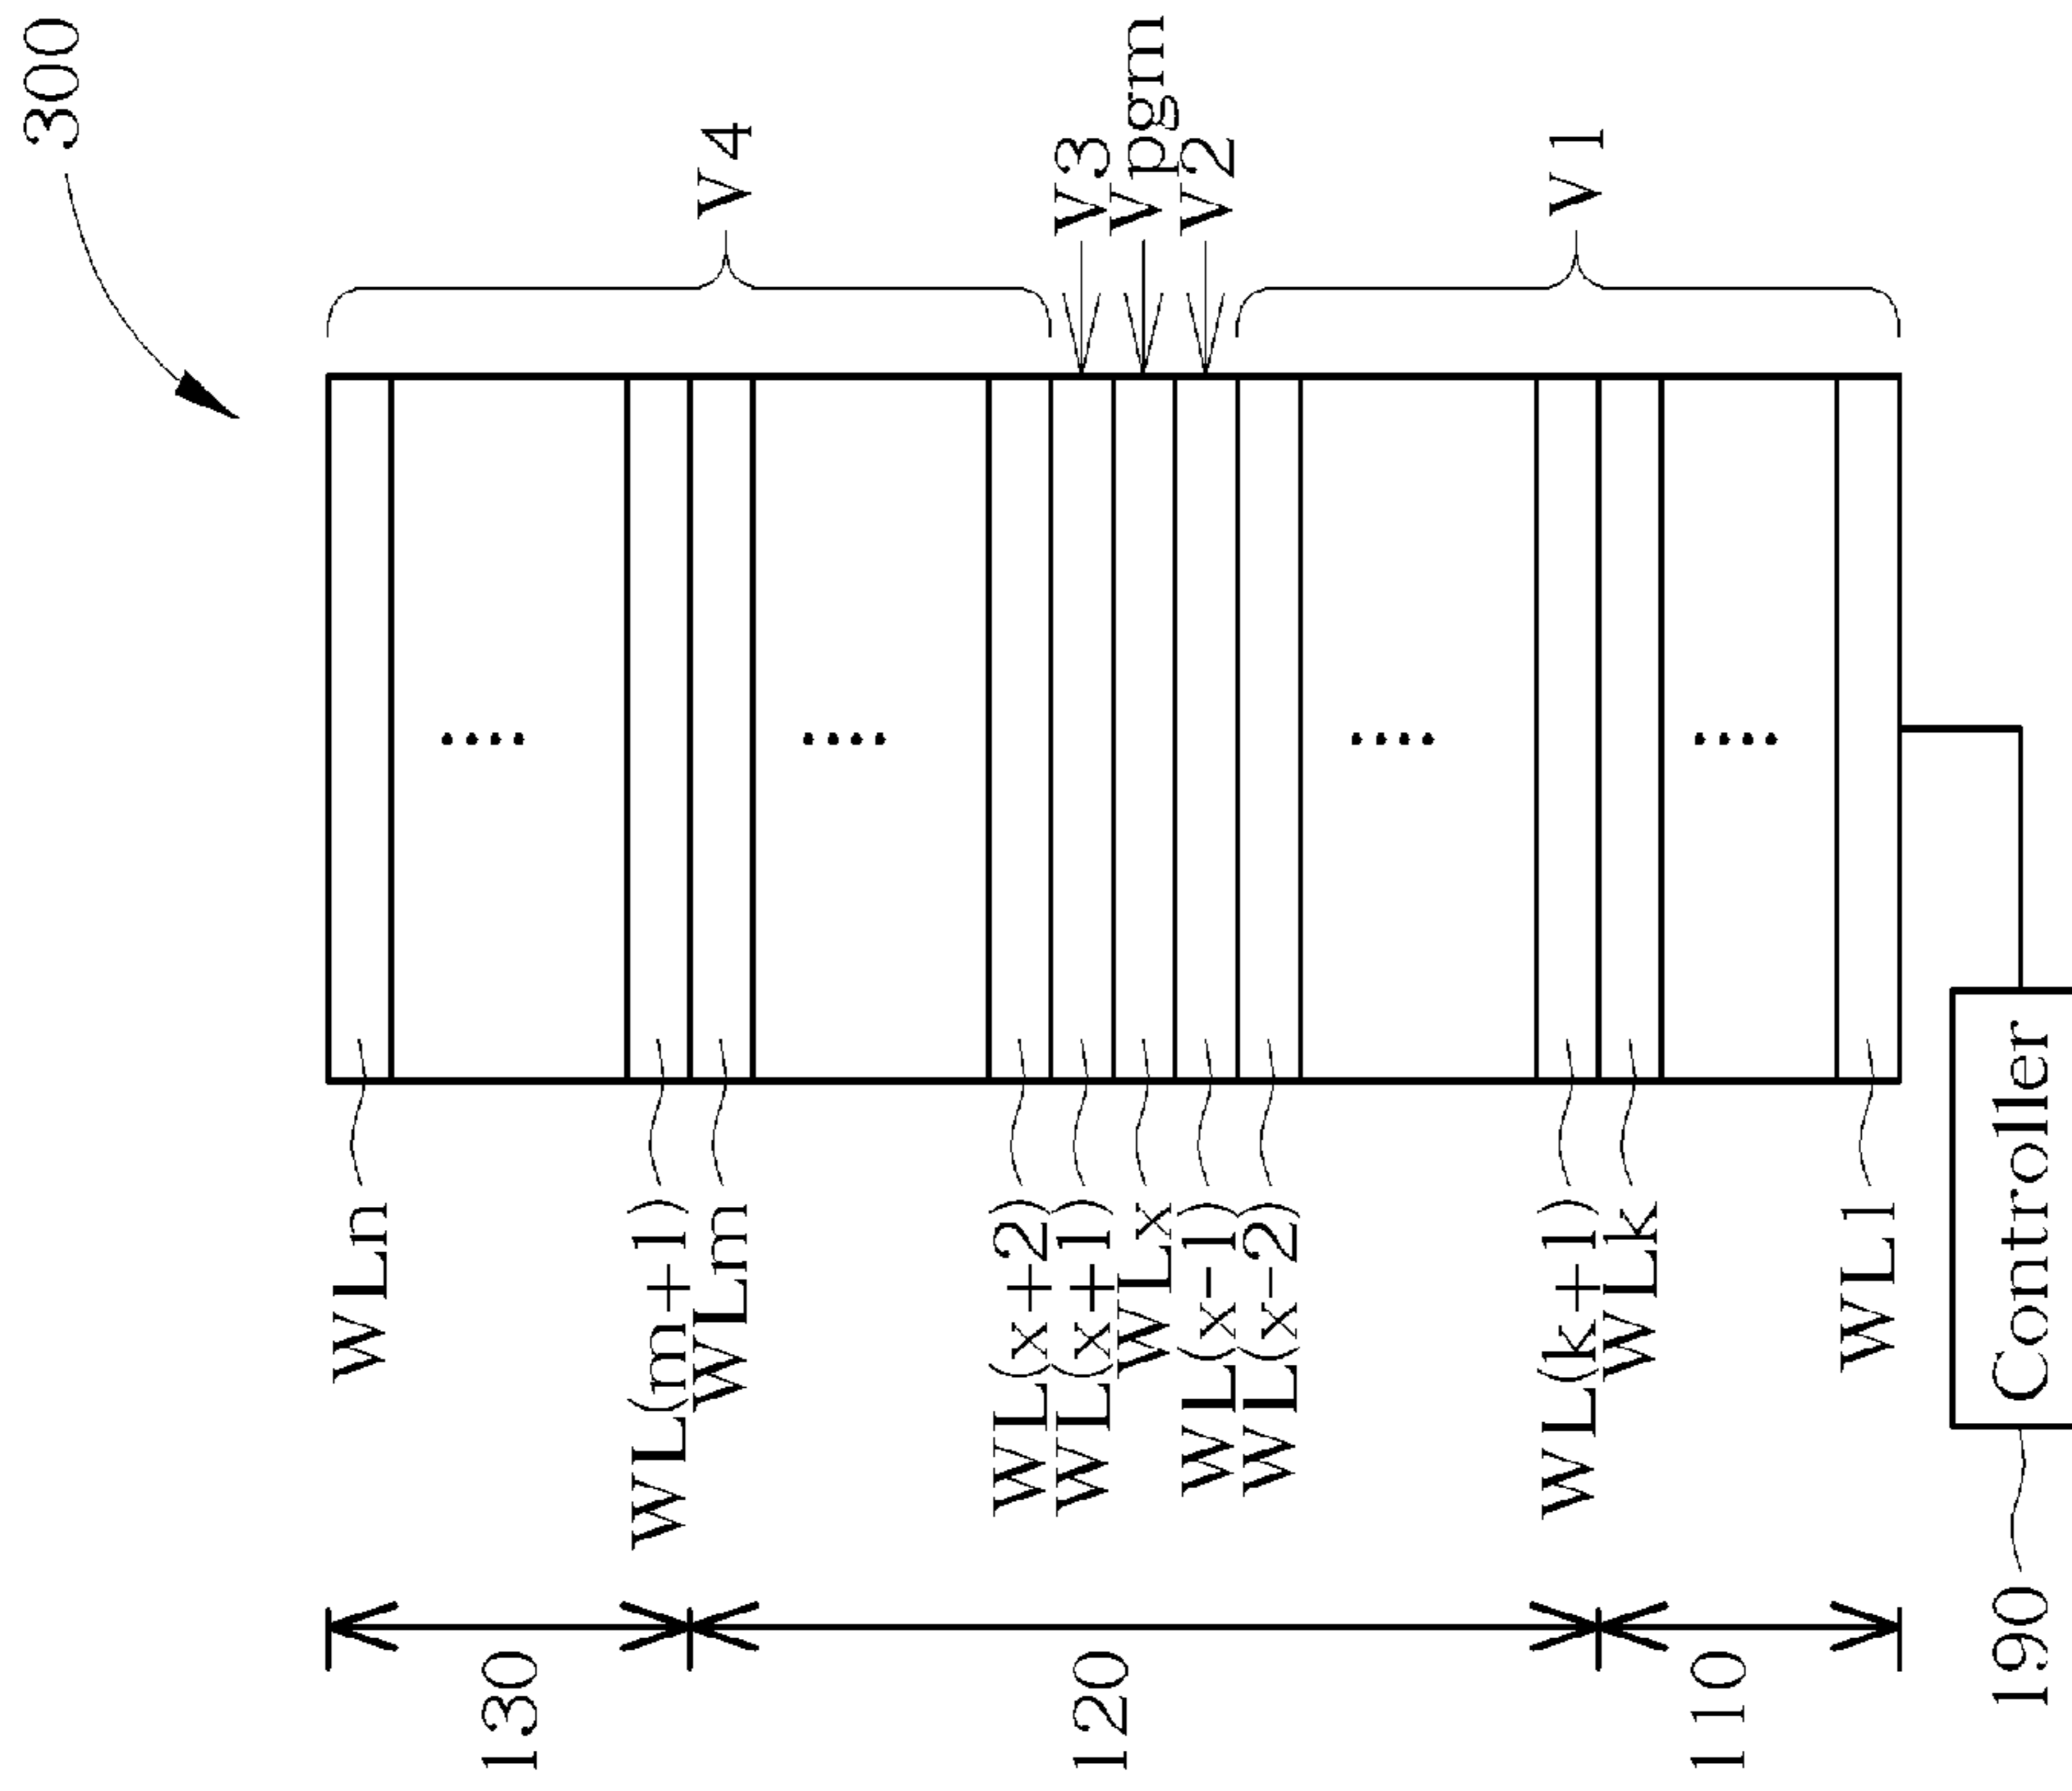 300
WLn
WL(m+1)
WLm
WL(x+2)
WL(x+1)
WLx
WL(x-1)
WL(x-2)
WL(k+1)
WLk
WL1
V4
V3
Vpgm
V2
V1
130
120
110
Controller
190